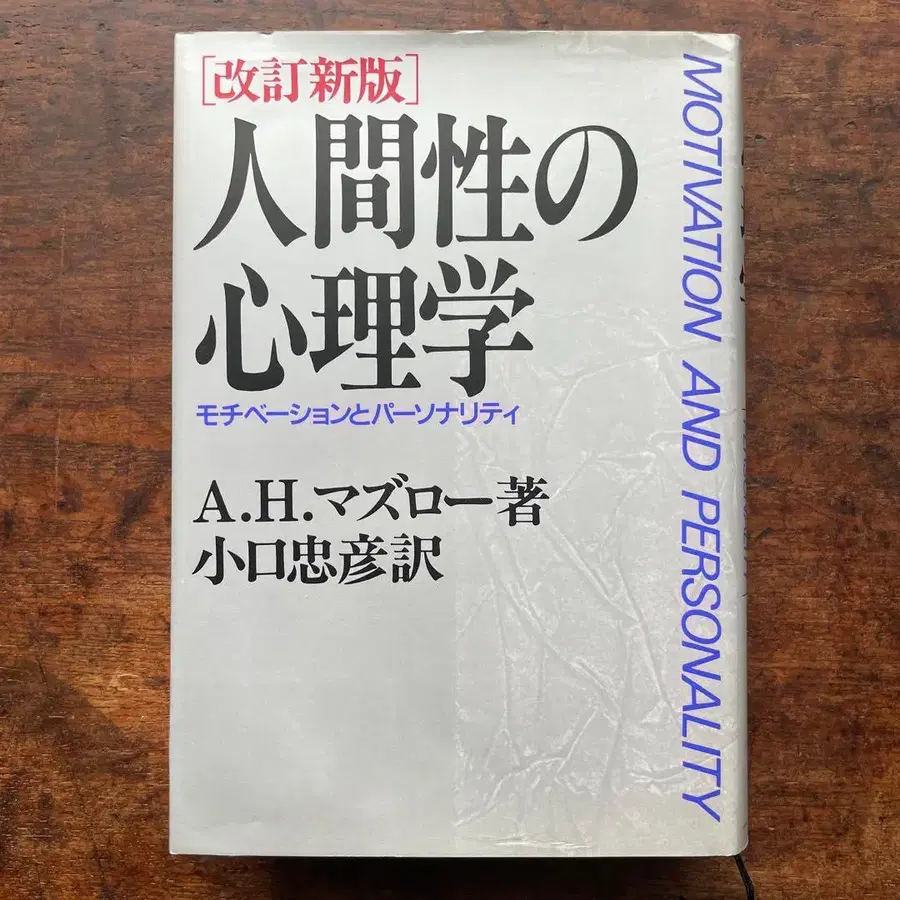 [改訂新版]
人間性の
心理学
モチベーションとパーソナリティ
A.H.マズロー著
小口忠彦訳
MOTIVATION AND PERSONALITY